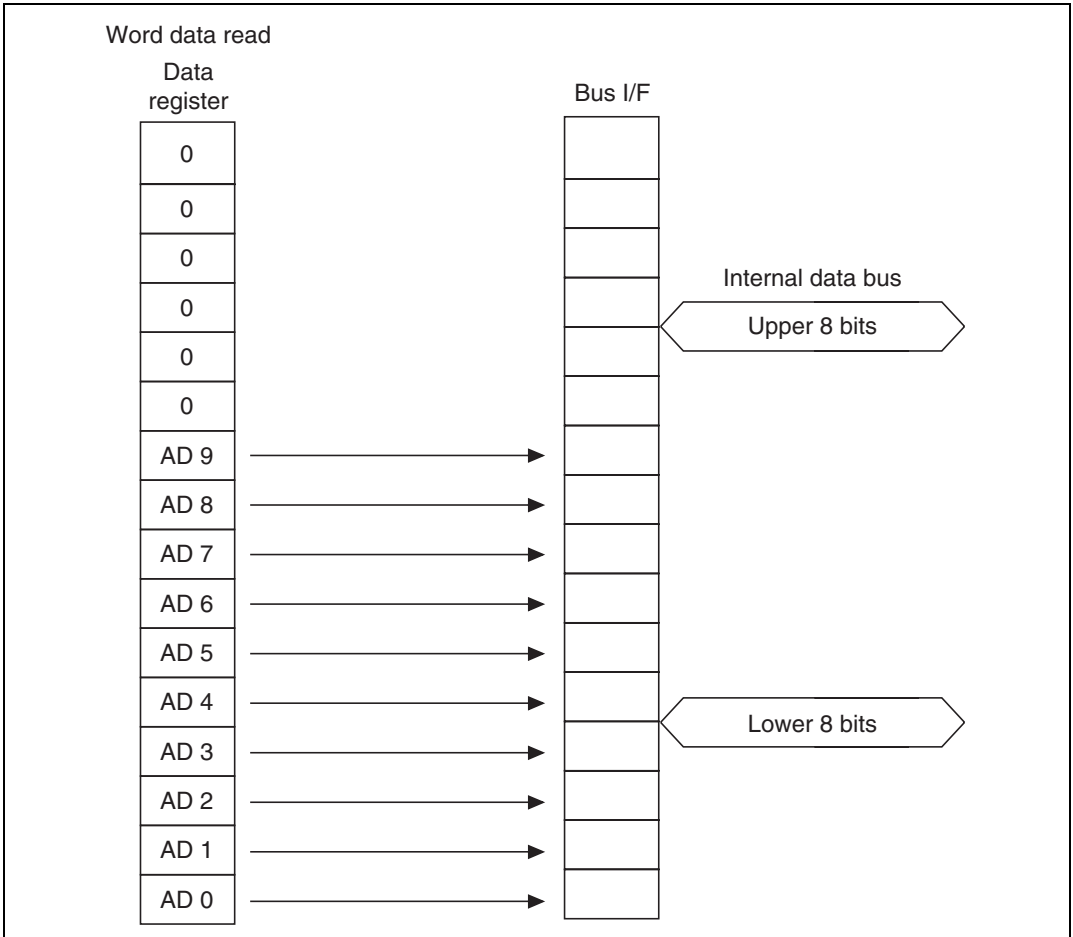 Word data read
Data
register
Bus I/F
0
0
0
0
0
0
AD 9
AD 8
AD 7
AD 6
AD 5
AD 4
AD 3
AD 2
AD 1
AD 0
Internal data bus
Upper 8 bits
Lower 8 bits